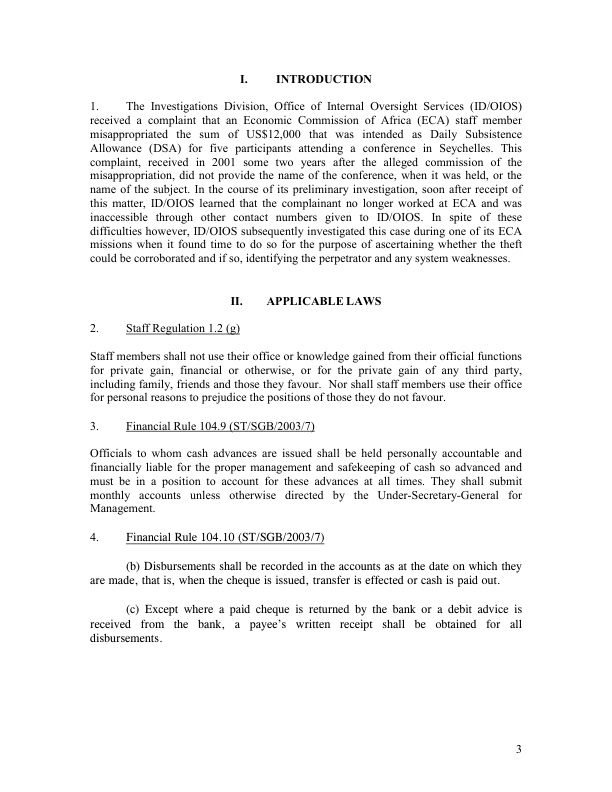 I. INTRODUCTION
1. The Investigations Division, Office of Internal Oversight Services (ID/OIOS)
received a complaint that an Economic Commission of Africa (ECA) staff member
misappropriated the sum of US$12,000 that was intended as Daily Subsistence
Allowance (DSA) for five participants attending a conference in Seychelles. This
complaint, received in 2001 some two years after the alleged commission of the
misappropriation, did not provide the name of the conference, when it was held, or the
name of the subject. In the course of its preliminary investigation, soon after receipt of
this matter, ID/OIOS learned that the complainant no longer worked at ECA and was
inaccessible through other contact numbers given to ID/OIOS. In spite of these
difficulties however, ID/OIOS subsequently investigated this case during one of its ECA
missions when it found time to do so for the purpose of ascertaining whether the theft
could be corroborated and if so, identifying the perpetrator and any system weaknesses.
II. APPLICABLE LAWS
2. Staff Regulation 1.2 (g)
Staff members shall not use their office or knowledge gained from their official functions
for private gain, financial or otherwise, or for the private gain of any third party,
including family, friends and those they favour. Nor shall staff members use their office
for personal reasons to prejudice the positions of those they do not favour.
3. Financial Rule 104.9 (ST/SGB/2003/7)
Officials to whom cash advances are issued shall be held personally accountable and
financially liable for the proper management and safekeeping of cash so advanced and
must be in a position to account for these advances at all times. They shall submit
monthly accounts unless otherwise directed by the Under-Secretary-General for
Management.
4. Financial Rule 104.10 (ST/SGB/2003/7)
(b) Disbursements shall be recorded in the accounts as at the date on which they
are made, that is, when the cheque is issued, transfer is effected or cash is paid out.
(c) Except where a paid cheque is returned by the bank or a debit advice is
received from the bank, a payee's written receipt shall be obtained for all
disbursements.
3